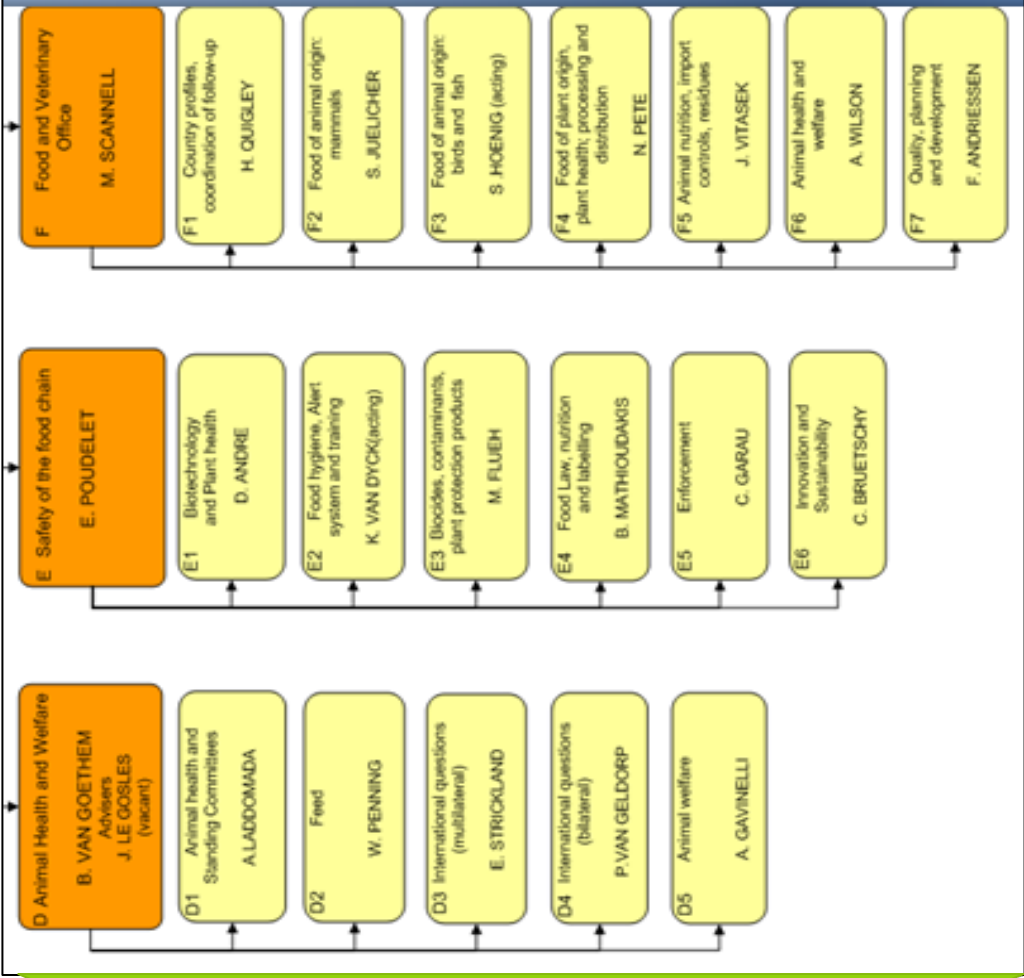 D Animal Health and Welfare
B. VAN GOETHEM
Advisers
J. LE GOSLES
(vacant)
D1 Animal health and
Standing Committees
A.LADDOMADA
D2 Feed
W. PENNING
D3 International questions
(multilateral)
E. STRICKLAND
D4 International questions
(bilateral)
P.VAN GELDORP
D5 Animal welfare
A. GAVINELLI
E Safety of the food chain
E. POUDELET
E1 Biotechnology
and Plant health
D. ANDRE
E2 Food hygiene, Alert
system and training
K. VAN DYCK(acting)
E3 Biocides, contaminants,
plant protection products
M. FLUEH
E4 Food Law, nutrition
and labelling
B. MATHIOUDAKIS
E5 Enforcement
C. GARAU
E6 Innovation and
Sustainability
C. BRUETSCHY
F Food and Veterinary
Office
M. SCANNELL
F1 Country profiles,
coordination of follow-up
H. QUIGLEY
F2 Food of animal origin:
mammals
S. JUELICHER
F3 Food of animal origin:
birds and fish
S .HOENIG (acting)
F4 Food of plant origin,
plant health; processing and
distribution
N. PETE
F5 Animal nutrition, import
controls, residues
J. VITASEK
F6 Animal health and
welfare
A. WILSON
F7 Quality, planning
and development
F. ANDRIESSEN